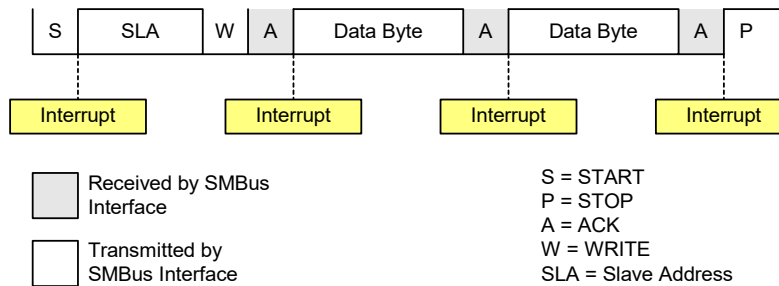 S SLA W A Data Byte A Data Byte A P
Interrupt Interrupt Interrupt Interrupt
Received by SMBus
Interface
Transmitted by
SMBus Interface
S = START
P = STOP
A = ACK
W = WRITE
SLA = Slave Address